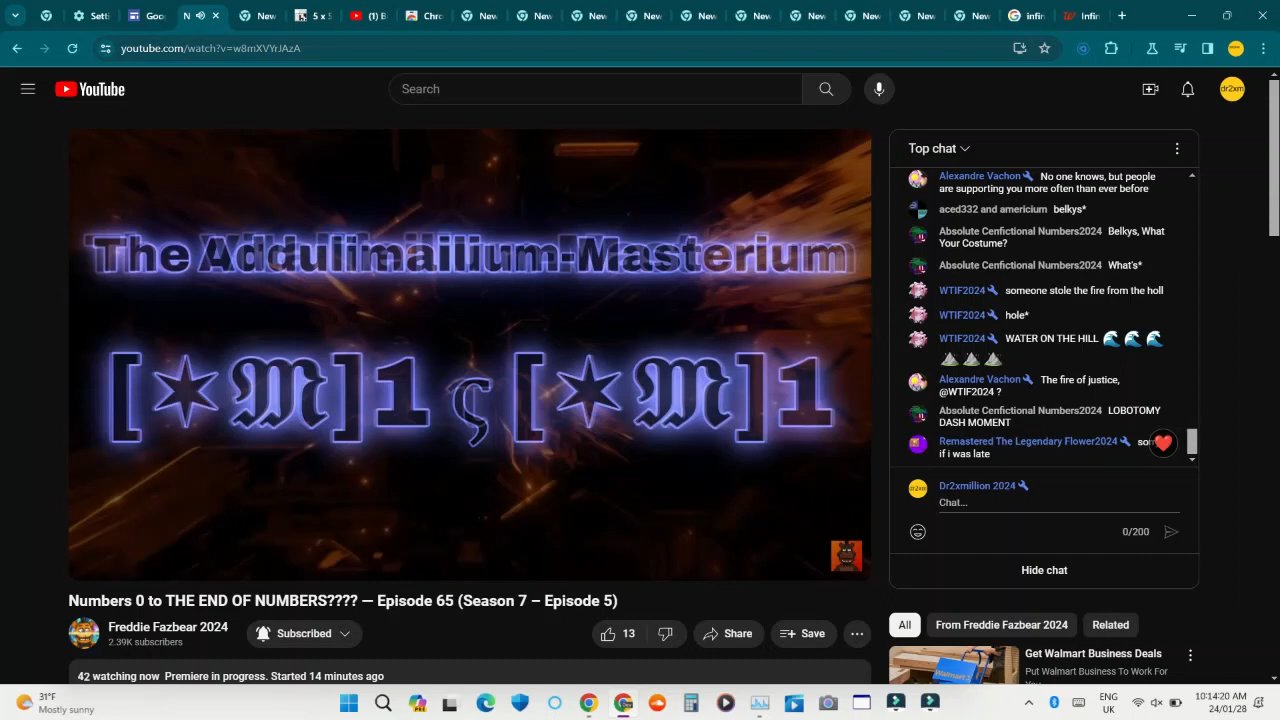 Setti
Goo
N
New
5 x 5
(1) B
Chro
New
New
New
New
New
New
New
New
New
New
infin
Infin
youtube.com/watch?v=w8mXVYrJAzA
YouTube
Search
dr2xm
The Addulimailium-Masterium
[✶𝔐]1 ς [✶𝔐]1
Top chat
Alexandre Vachon No one knows, but people
are supporting you more often than ever before
aced332 and americium belkys*
Absolute Cenfictional Numbers2024 Belkys, What
Your Costume?
Absolute Cenfictional Numbers2024 What's*
WTIF2024 someone stole the fire from the holl
WTIF2024 hole*
WTIF2024 WATER ON THE HILL 🌊 🌊 🌊
⛰️ ⛰️ ⛰️
Alexandre Vachon The fire of justice,
@WTIF2024 ?
Absolute Cenfictional Numbers2024 LOBOTOMY
DASH MOMENT
Remastered The Legendary Flower2024
if i was late
dr2xm
Dr2xmillion 2024
Chat...
0/200
Hide chat
Numbers 0 to THE END OF NUMBERS???? — Episode 65 (Season 7 – Episode 5)
Freddie Fazbear 2024
2.39K subscribers
Subscribed
13
Share
Save
42 watching now Premiere in progress. Started 14 minutes ago
All
From Freddie Fazbear 2024
Related
Get Walmart Business Deals
Put Walmart Business To Work For
31°F
Mostly sunny
ENG
UK
10:14:20 AM
24/01/28